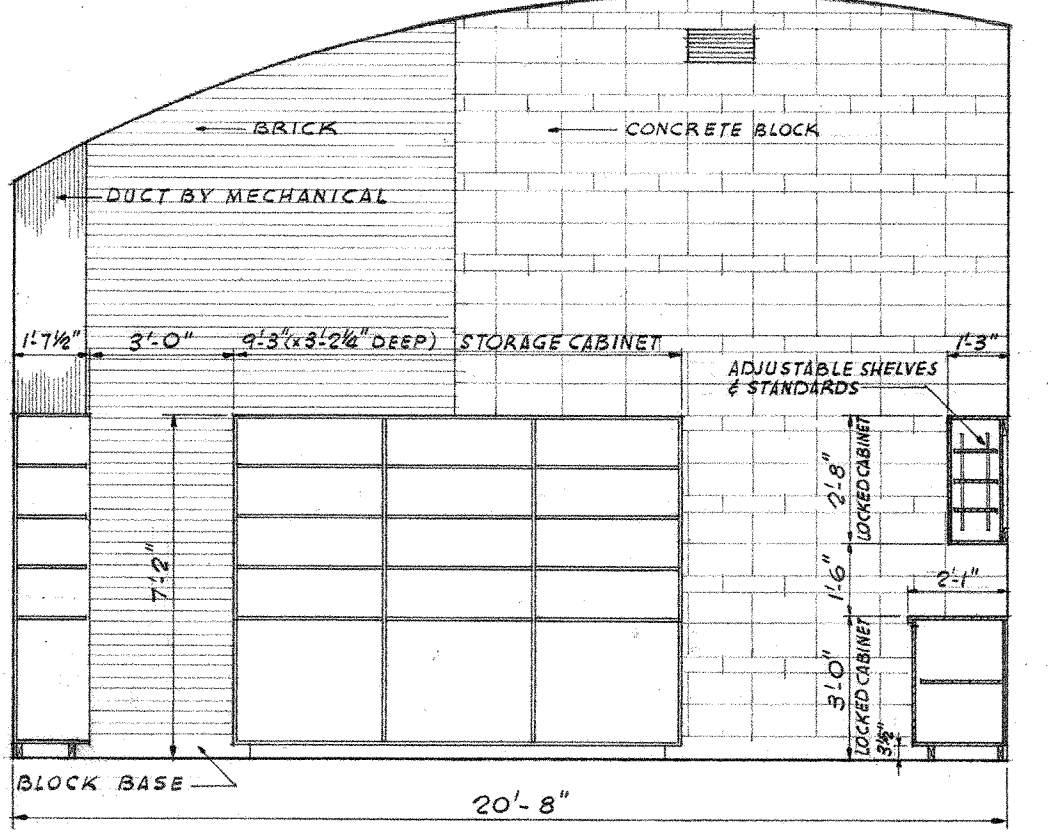 BRICK
CONCRETE BLOCK
DUCT BY MECHANICAL
1'-7½" 3'-0" 9'-3"(x3'-2¼" DEEP) STORAGE CABINET 1'-3"
ADJUSTABLE SHELVES
& STANDARDS
2'-8"
LOCKED CABINET
1'-6"
2'-1"
7'-2"
3'-0"
LOCKED CABINET
3½"
BLOCK BASE
20'-8"